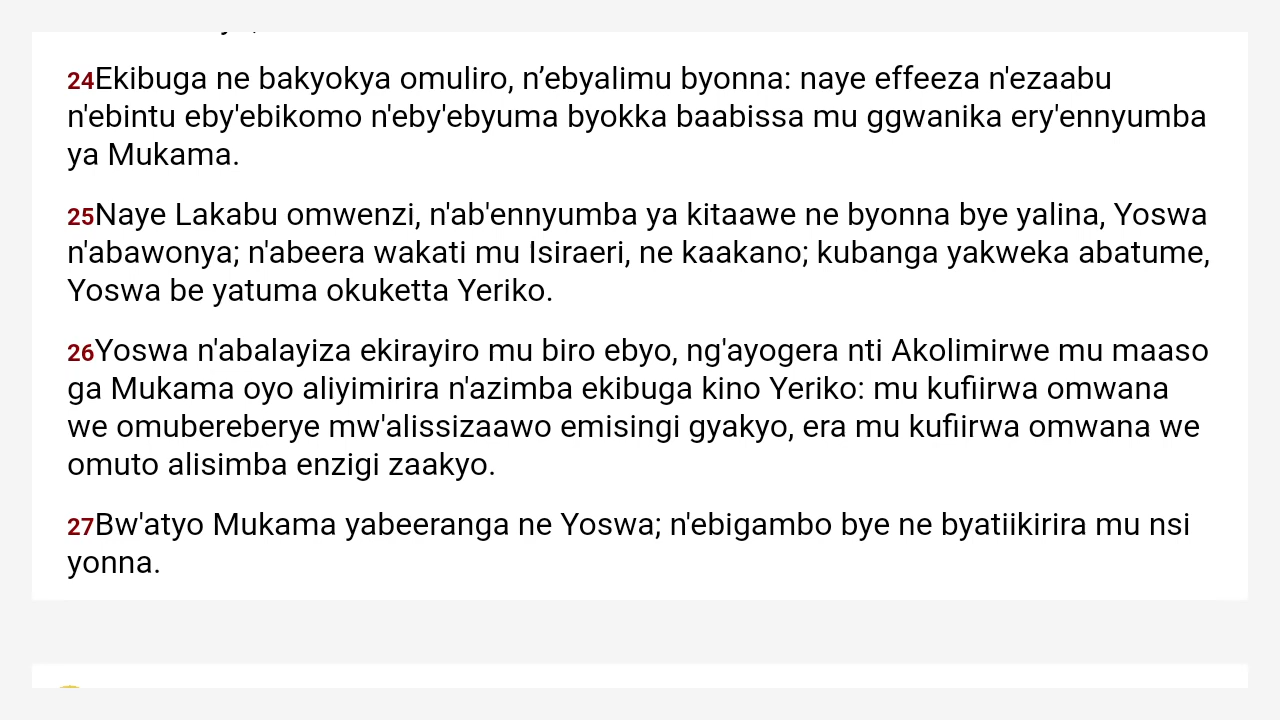 24Ekibuga ne bakyokya omuliro, n’ebyalimu byonna: naye effeeza n'ezaabu
n'ebintu eby'ebikomo n'eby'ebyuma byokka baabissa mu ggwanika ery'ennyumba
ya Mukama.
25Naye Lakabu omwenzi, n'ab'ennyumba ya kitaawe ne byonna bye yalina, Yoswa
n'abawonya; n'abeera wakati mu Isiraeri, ne kaakano; kubanga yakweka abatume,
Yoswa be yatuma okuketta Yeriko.
26Yoswa n'abalayiza ekirayiro mu biro ebyo, ng'ayogera nti Akolimirwe mu maaso
ga Mukama oyo aliyimirira n'azimba ekibuga kino Yeriko: mu kufiirwa omwana
we omubereberye mw'alissizaawo emisingi gyakyo, era mu kufiirwa omwana we
omuto alisimba enzigi zaakyo.
27Bw'atyo Mukama yabeeranga ne Yoswa; n'ebigambo bye ne byatiikirira mu nsi
yonna.